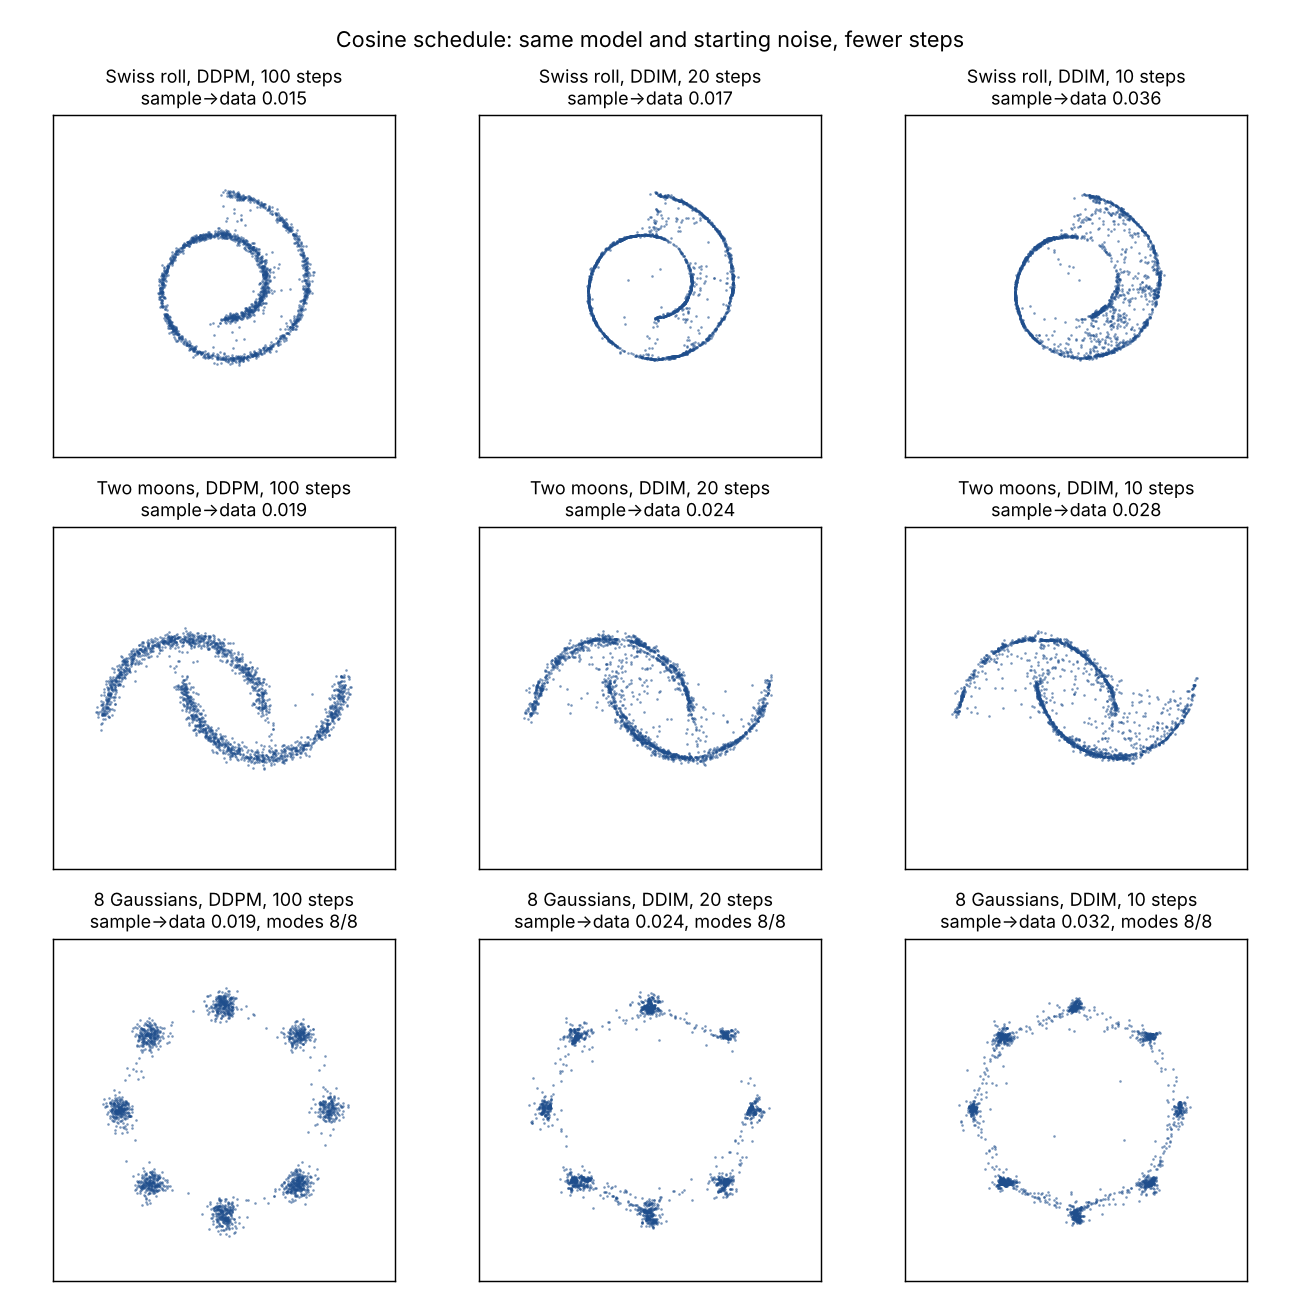 Cosine schedule: same model and starting noise, fewer steps
Swiss roll, DDPM, 100 steps
sample→data 0.015
Swiss roll, DDIM, 20 steps
sample→data 0.017
Swiss roll, DDIM, 10 steps
sample→data 0.036
Two moons, DDPM, 100 steps
sample→data 0.019
Two moons, DDIM, 20 steps
sample→data 0.024
Two moons, DDIM, 10 steps
sample→data 0.028
8 Gaussians, DDPM, 100 steps
sample→data 0.019, modes 8/8
8 Gaussians, DDIM, 20 steps
sample→data 0.024, modes 8/8
8 Gaussians, DDIM, 10 steps
sample→data 0.032, modes 8/8